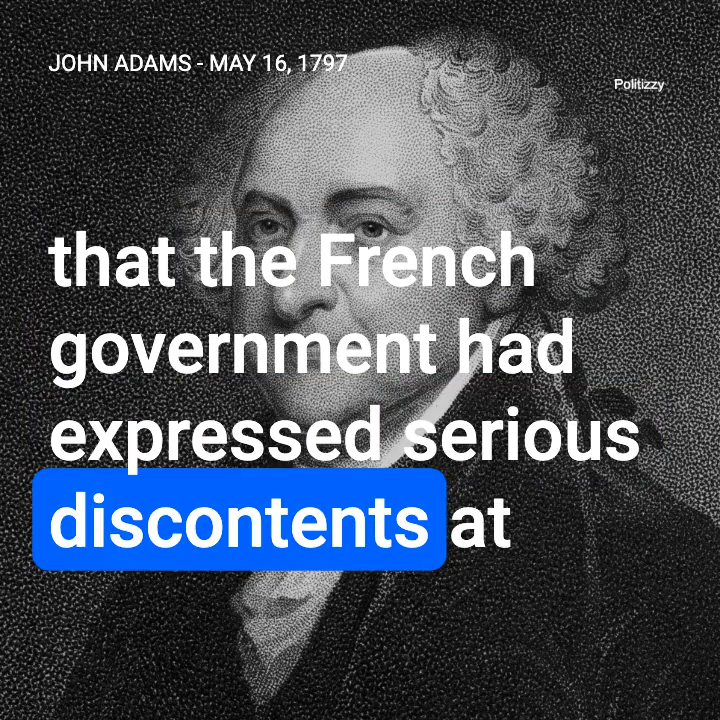 JOHN ADAMS - MAY 16, 1797
Politizzy
that the French
government had
expressed serious
discontents at